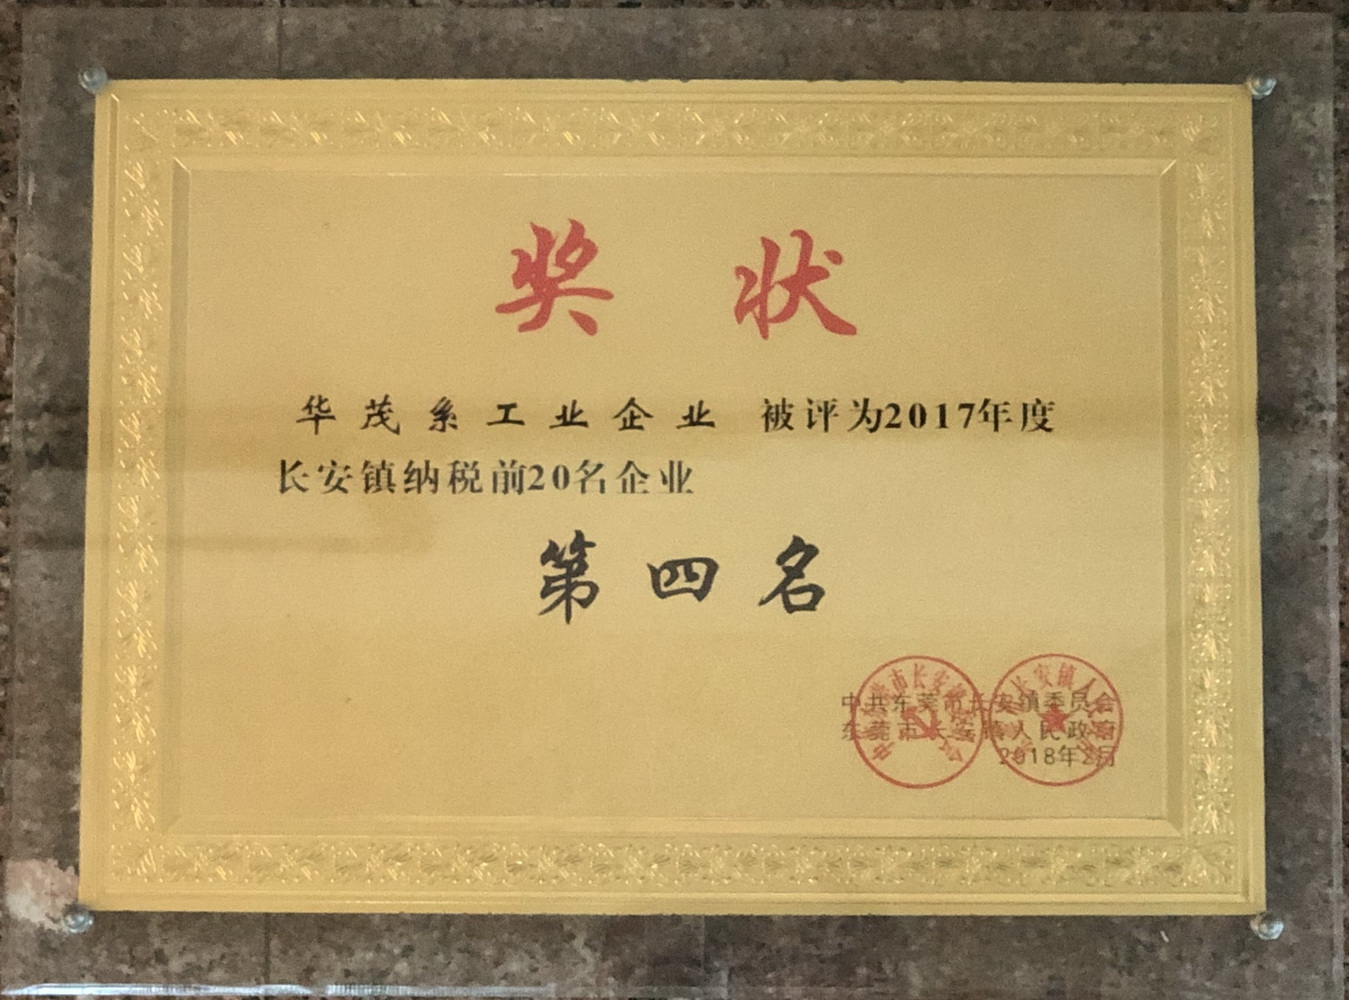 奖状
华茂系工业企业 被评为2017年度
长安镇纳税前20名企业
第四名
中共东莞市长安镇委员会
东莞市长安镇人民政府
2018年2月